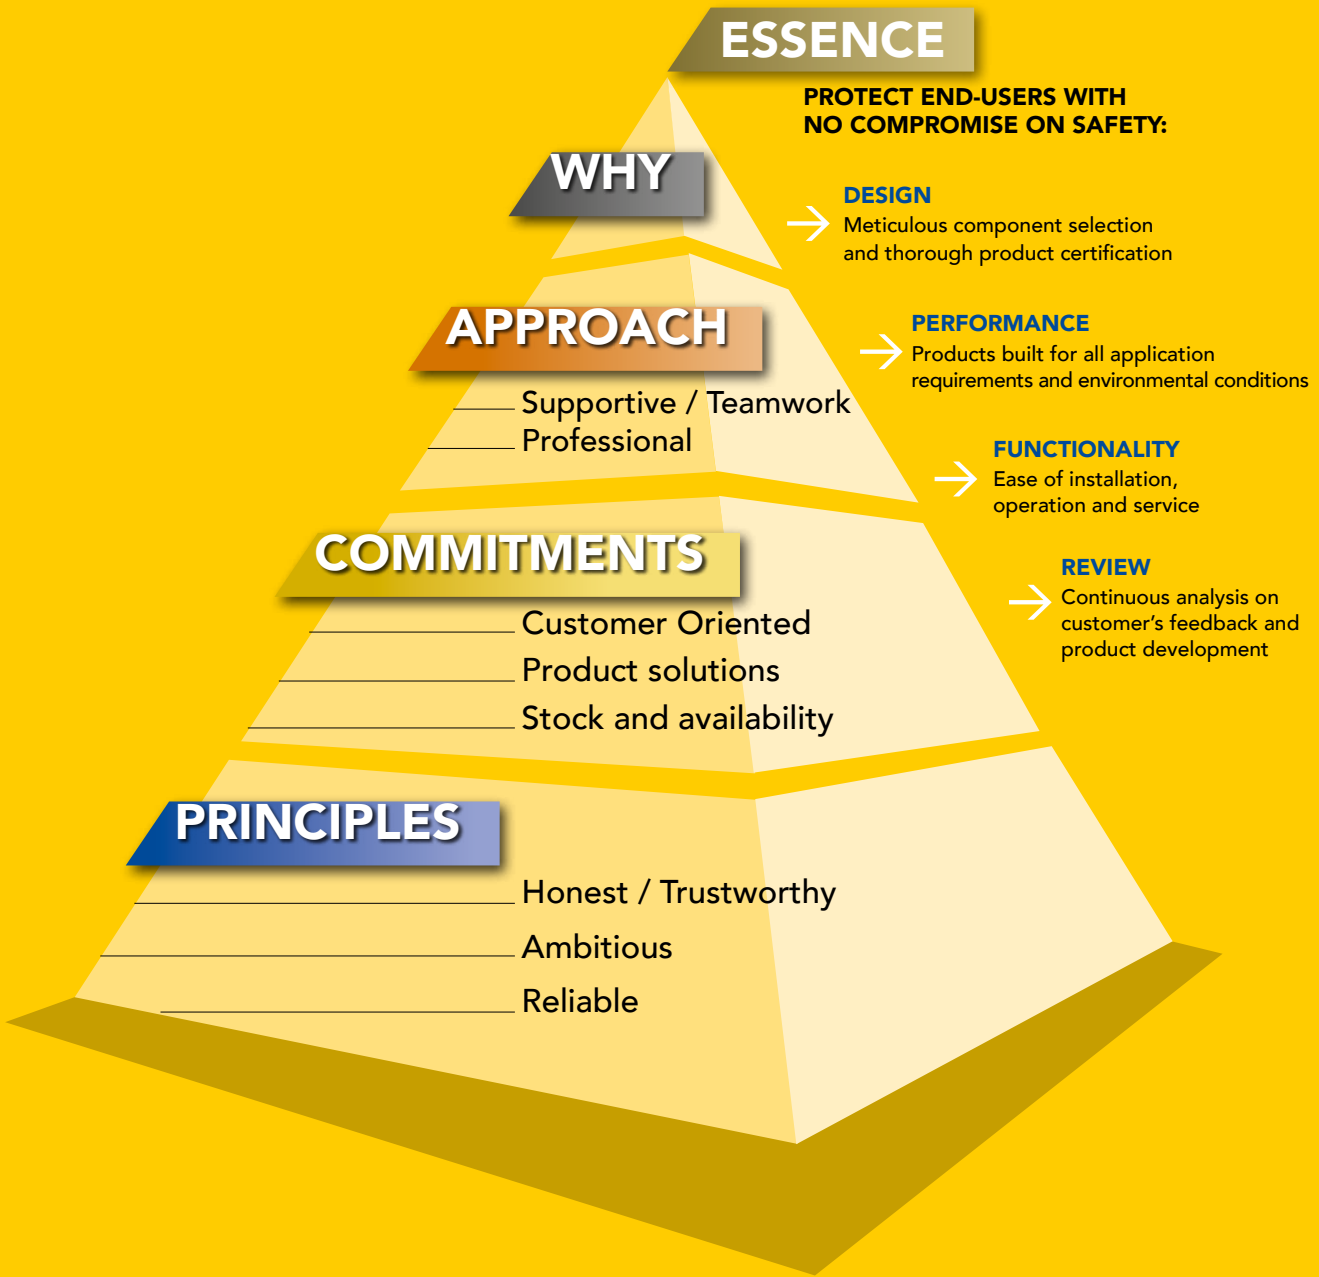 ESSENCE
PROTECT END-USERS WITH
NO COMPROMISE ON SAFETY:
WHY
DESIGN
Meticulous component selection
and thorough product certification
APPROACH
Supportive / Teamwork
Professional
PERFORMANCE
Products built for all application
requirements and environmental conditions
FUNCTIONALITY
Ease of installation,
operation and service
COMMITMENTS
Customer Oriented
Product solutions
Stock and availability
REVIEW
Continuous analysis on
customer’s feedback and
product development
PRINCIPLES
Honest / Trustworthy
Ambitious
Reliable